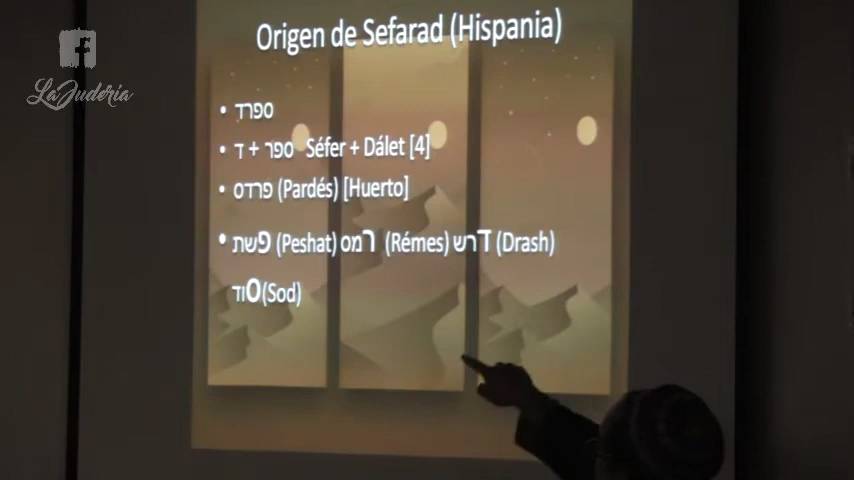 Origen de Sefarad (Hispania)
f
LaJudería
• ספרד
• ספר + ד Séfer + Dálet [4]
• פרדס (Pardés) [Huerto]
• פשת (Peshat) רמס (Rémes) דרש (Drash)
סוד (Sod)